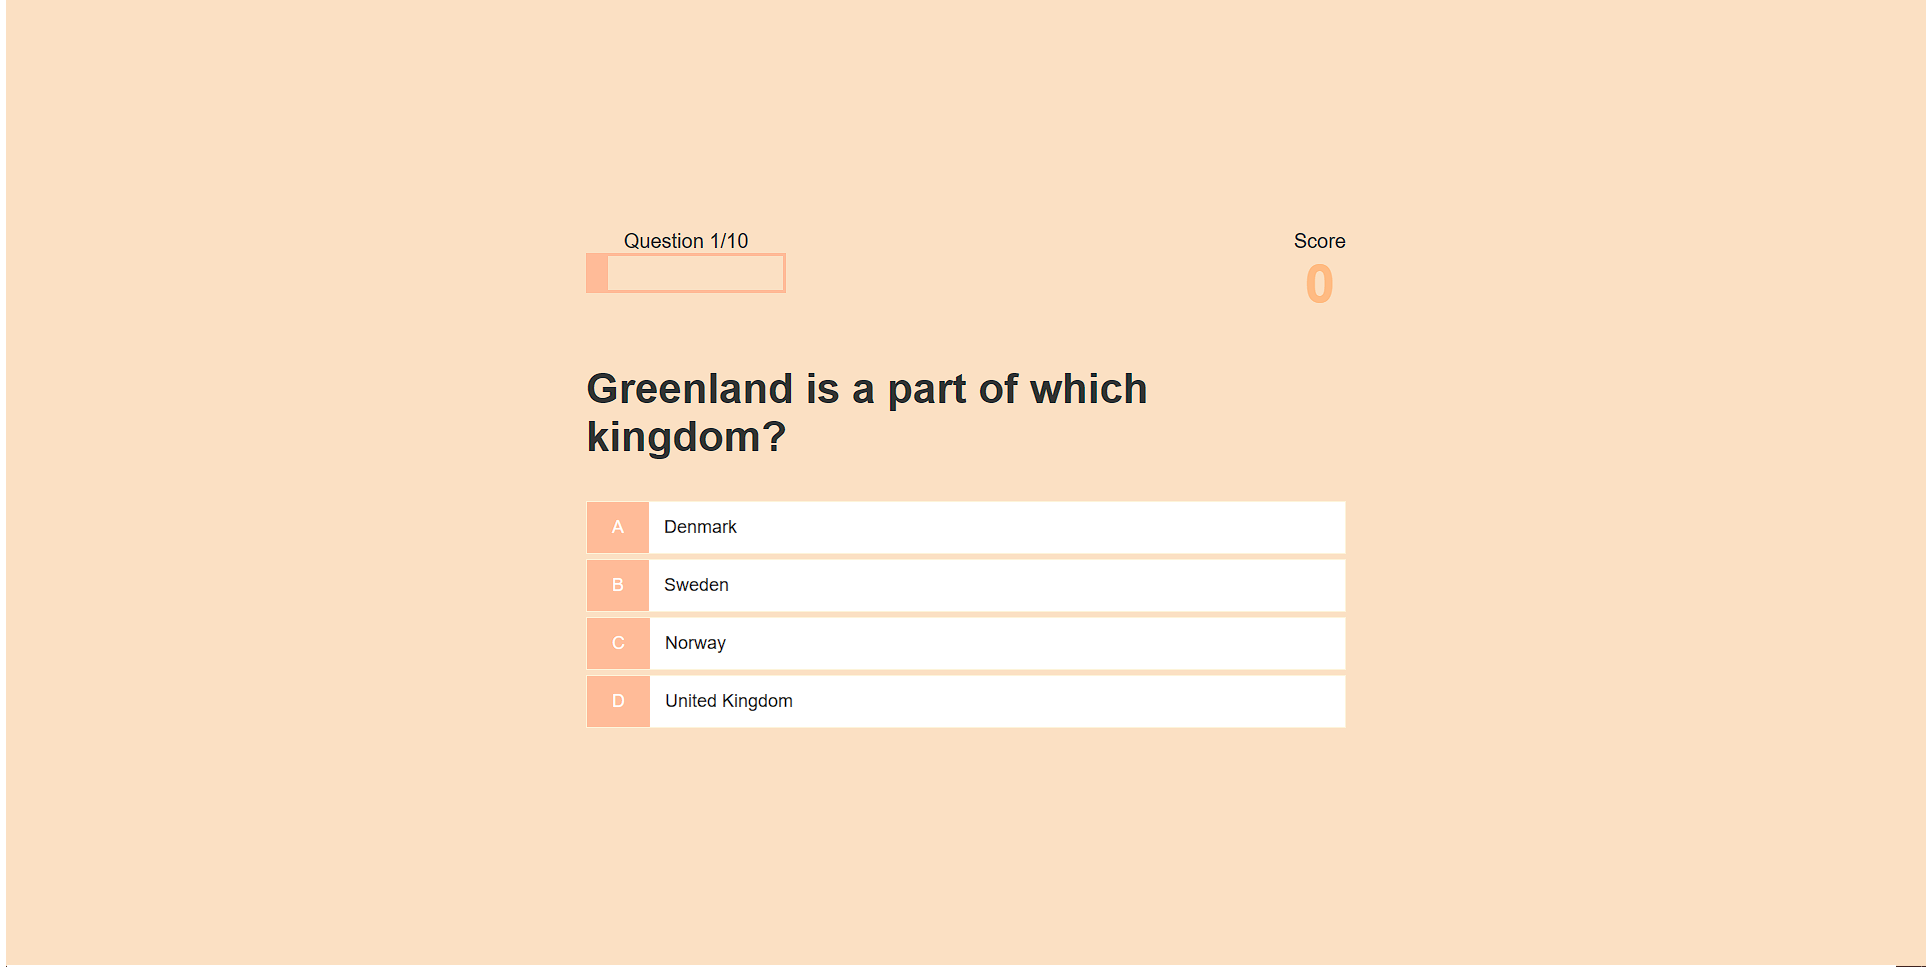 Question 1/10
Score
0
Greenland is a part of which
kingdom?
A Denmark
B Sweden
C Norway
D United Kingdom